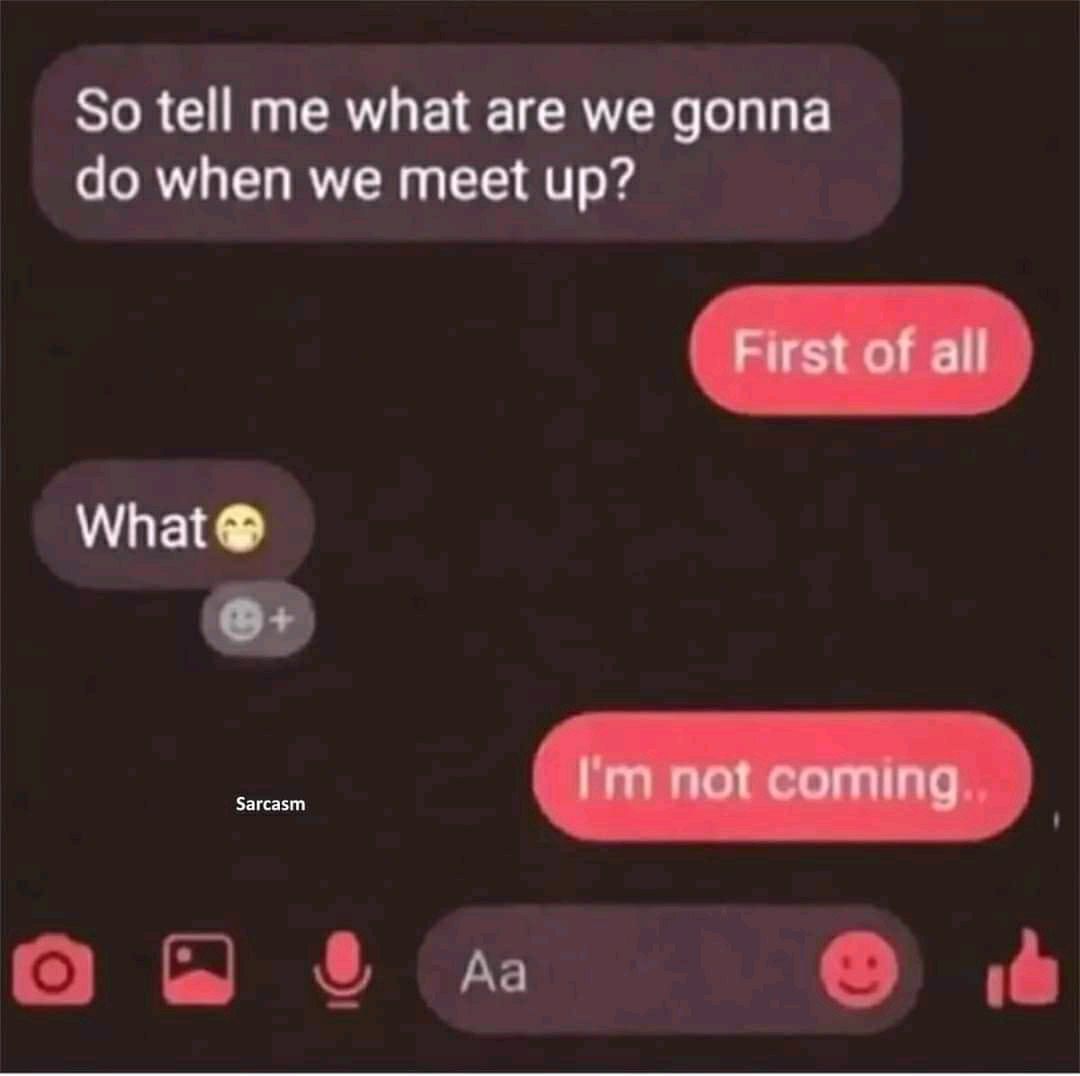 So tell me what are we gonna
do when we meet up?
First of all
What😁
I'm not coming..
Sarcasm
Aa